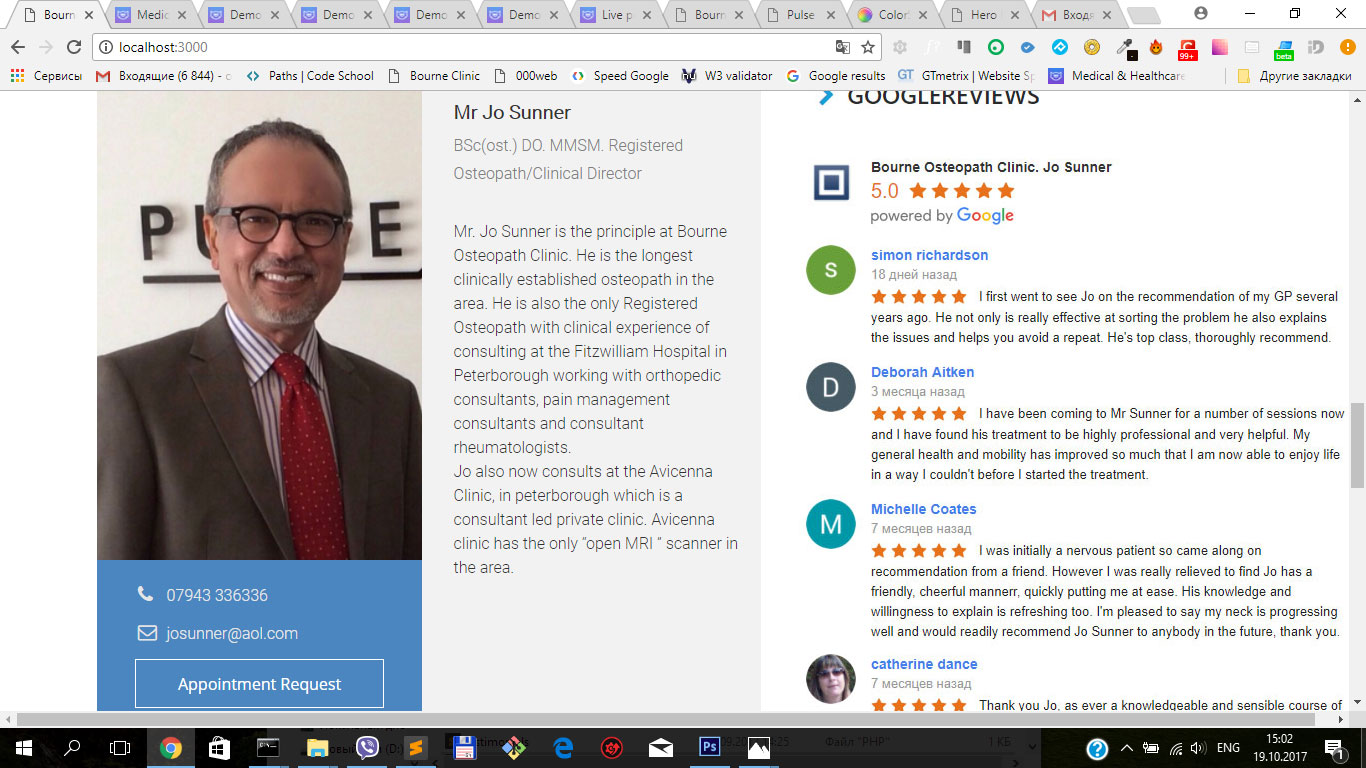 Bourn
Medic
Demo
Demo
Demo
Demo
Live p
Bourn
Pulse
Color
Hero
Входя
localhost:3000
Сервисы
Входящие (6 844) - c
Paths | Code School
Bourne Clinic
000web
Speed Google
W3 validator
Google results
GTmetrix | Website Sp
Medical & Healthcare
Другие закладки
99+
beta
Mr Jo Sunner
BSc(ost.) DO. MMSM. Registered
Osteopath/Clinical Director
Mr. Jo Sunner is the principle at Bourne
Osteopath Clinic. He is the longest
clinically established osteopath in the
area. He is also the only Registered
Osteopath with clinical experience of
consulting at the Fitzwilliam Hospital in
Peterborough working with orthopedic
consultants, pain management
consultants and consultant
rheumatologists.
Jo also now consults at the Avicenna
Clinic, in peterborough which is a
consultant led private clinic. Avicenna
clinic has the only “open MRI ” scanner in
the area.
07943 336336
josunner@aol.com
Appointment Request
GOOGLEREVIEWS
Bourne Osteopath Clinic. Jo Sunner
5.0
powered by Google
S
simon richardson
18 дней назад
I first went to see Jo on the recommendation of my GP several
years ago. He not only is really effective at sorting the problem he also explains
the issues and helps you avoid a repeat. He's top class, thoroughly recommend.
D
Deborah Aitken
3 месяца назад
I have been coming to Mr Sunner for a number of sessions now
and I have found his treatment to be highly professional and very helpful. My
general health and mobility has improved so much that I am now able to enjoy life
in a way I couldn't before I started the treatment.
M
Michelle Coates
7 месяцев назад
I was initially a nervous patient so came along on
recommendation from a friend. However I was really relieved to find Jo has a
friendly, cheerful mannerr, quickly putting me at ease. His knowledge and
willingness to explain is refreshing too. I'm pleased to say my neck is progressing
well and would readily recommend Jo Sunner to anybody in the future, thank you.
catherine dance
7 месяцев назад
Thank you Jo, as ever a knowledgeable and sensible course of
Файл "PHP"
1 КБ
Ps
ENG
15:02
19.10.2017
1